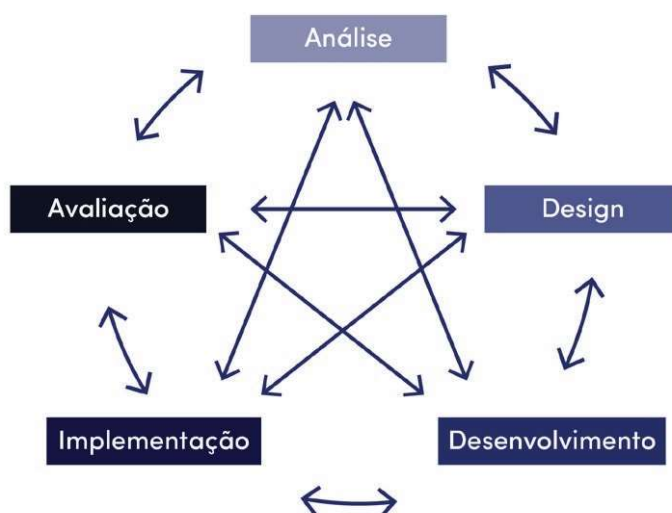 Análise
Avaliação
Design
Implementação
Desenvolvimento